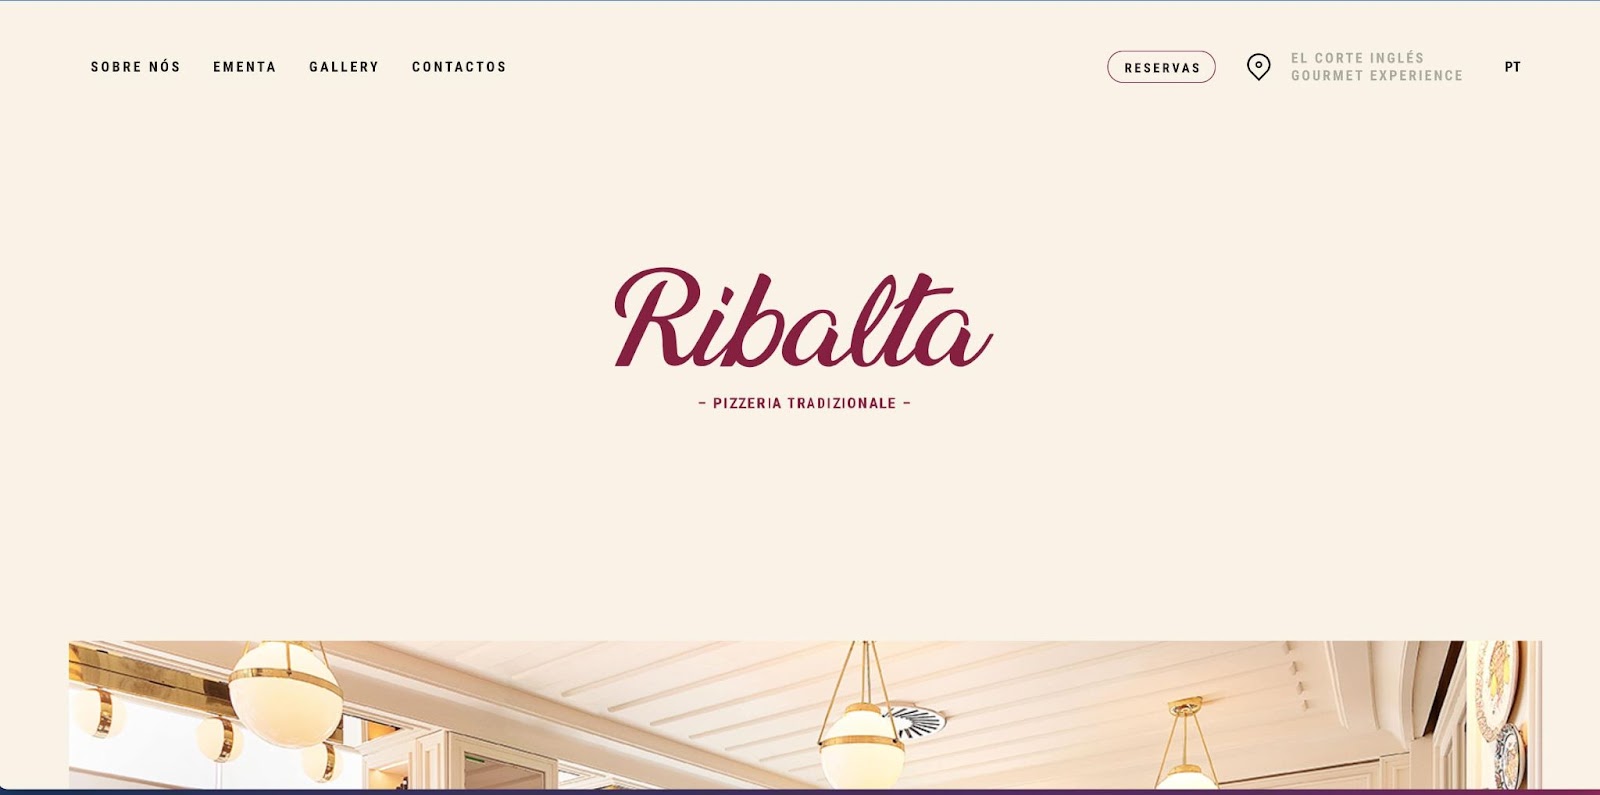 SOBRE NÓS EMENTA GALLERY CONTACTOS
RESERVAS
EL CORTE INGLÉS
GOURMET EXPERIENCE
PT
Ribalta
– PIZZERIA TRADIZIONALE –